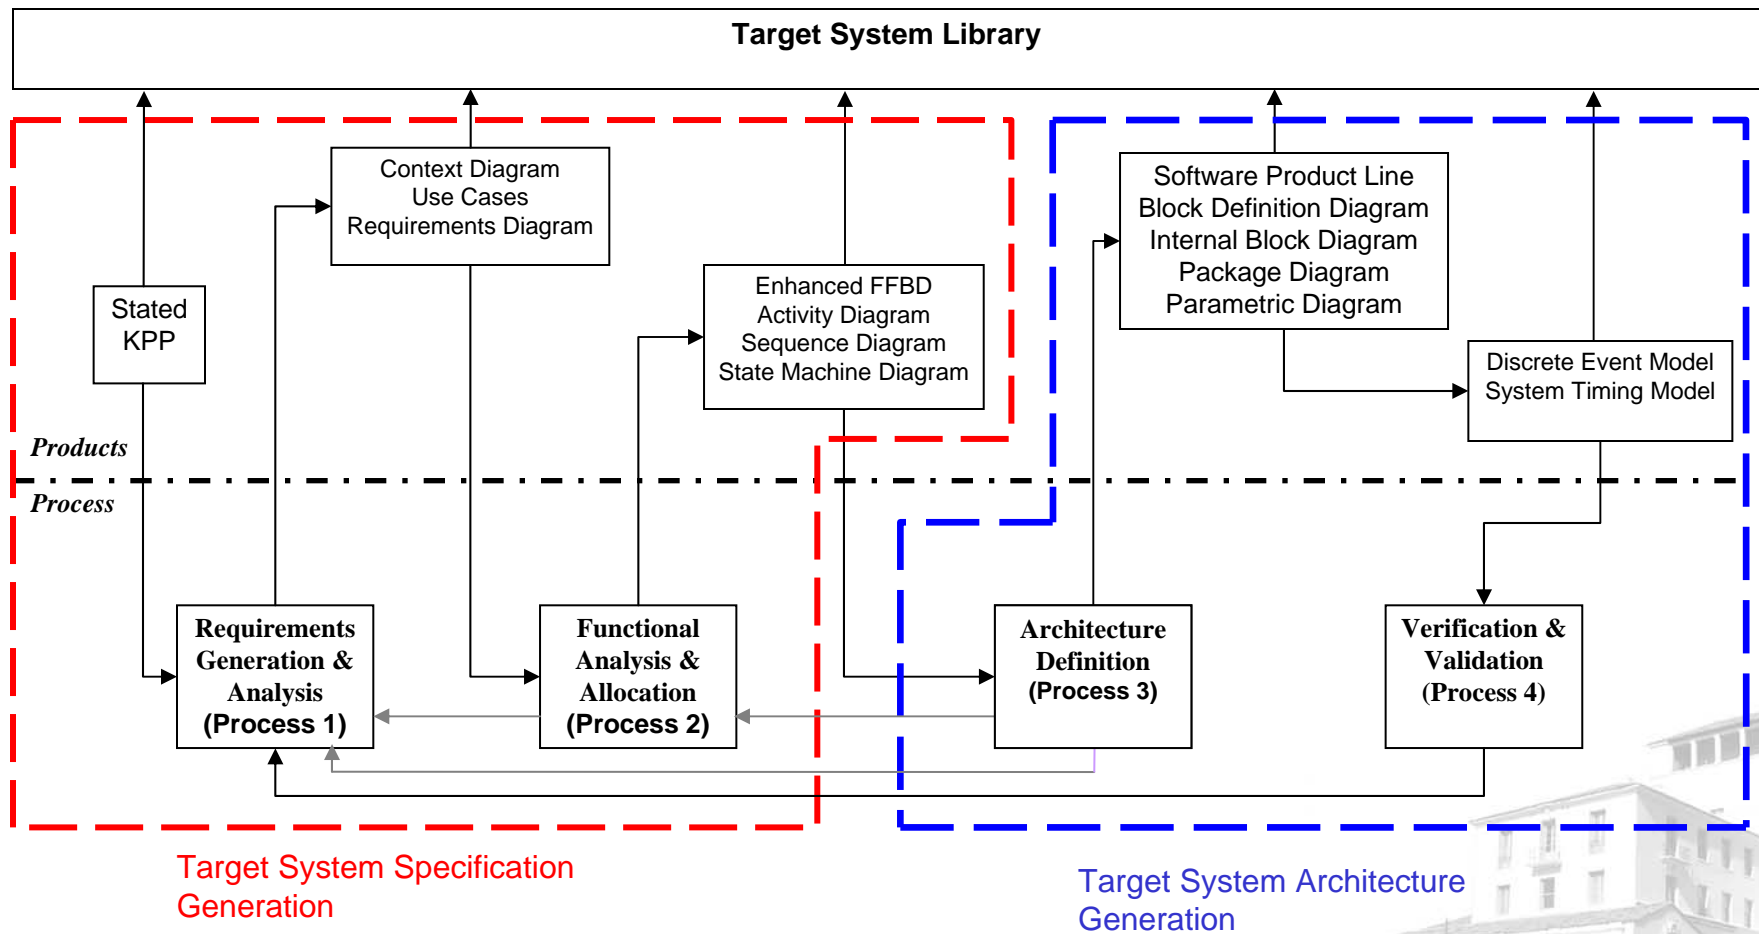 Target System Library
Context Diagram
Use Cases
Requirements Diagram
Software Product Line
Block Definition Diagram
Internal Block Diagram
Package Diagram
Parametric Diagram
Stated
KPP
Enhanced FFBD
Activity Diagram
Sequence Diagram
State Machine Diagram
Discrete Event Model
System Timing Model
Products
Process
Requirements
Generation &
Analysis
(Process 1)
Functional
Analysis &
Allocation
(Process 2)
Architecture
Definition
(Process 3)
Verification &
Validation
(Process 4)
Target System Specification
Generation
Target System Architecture
Generation